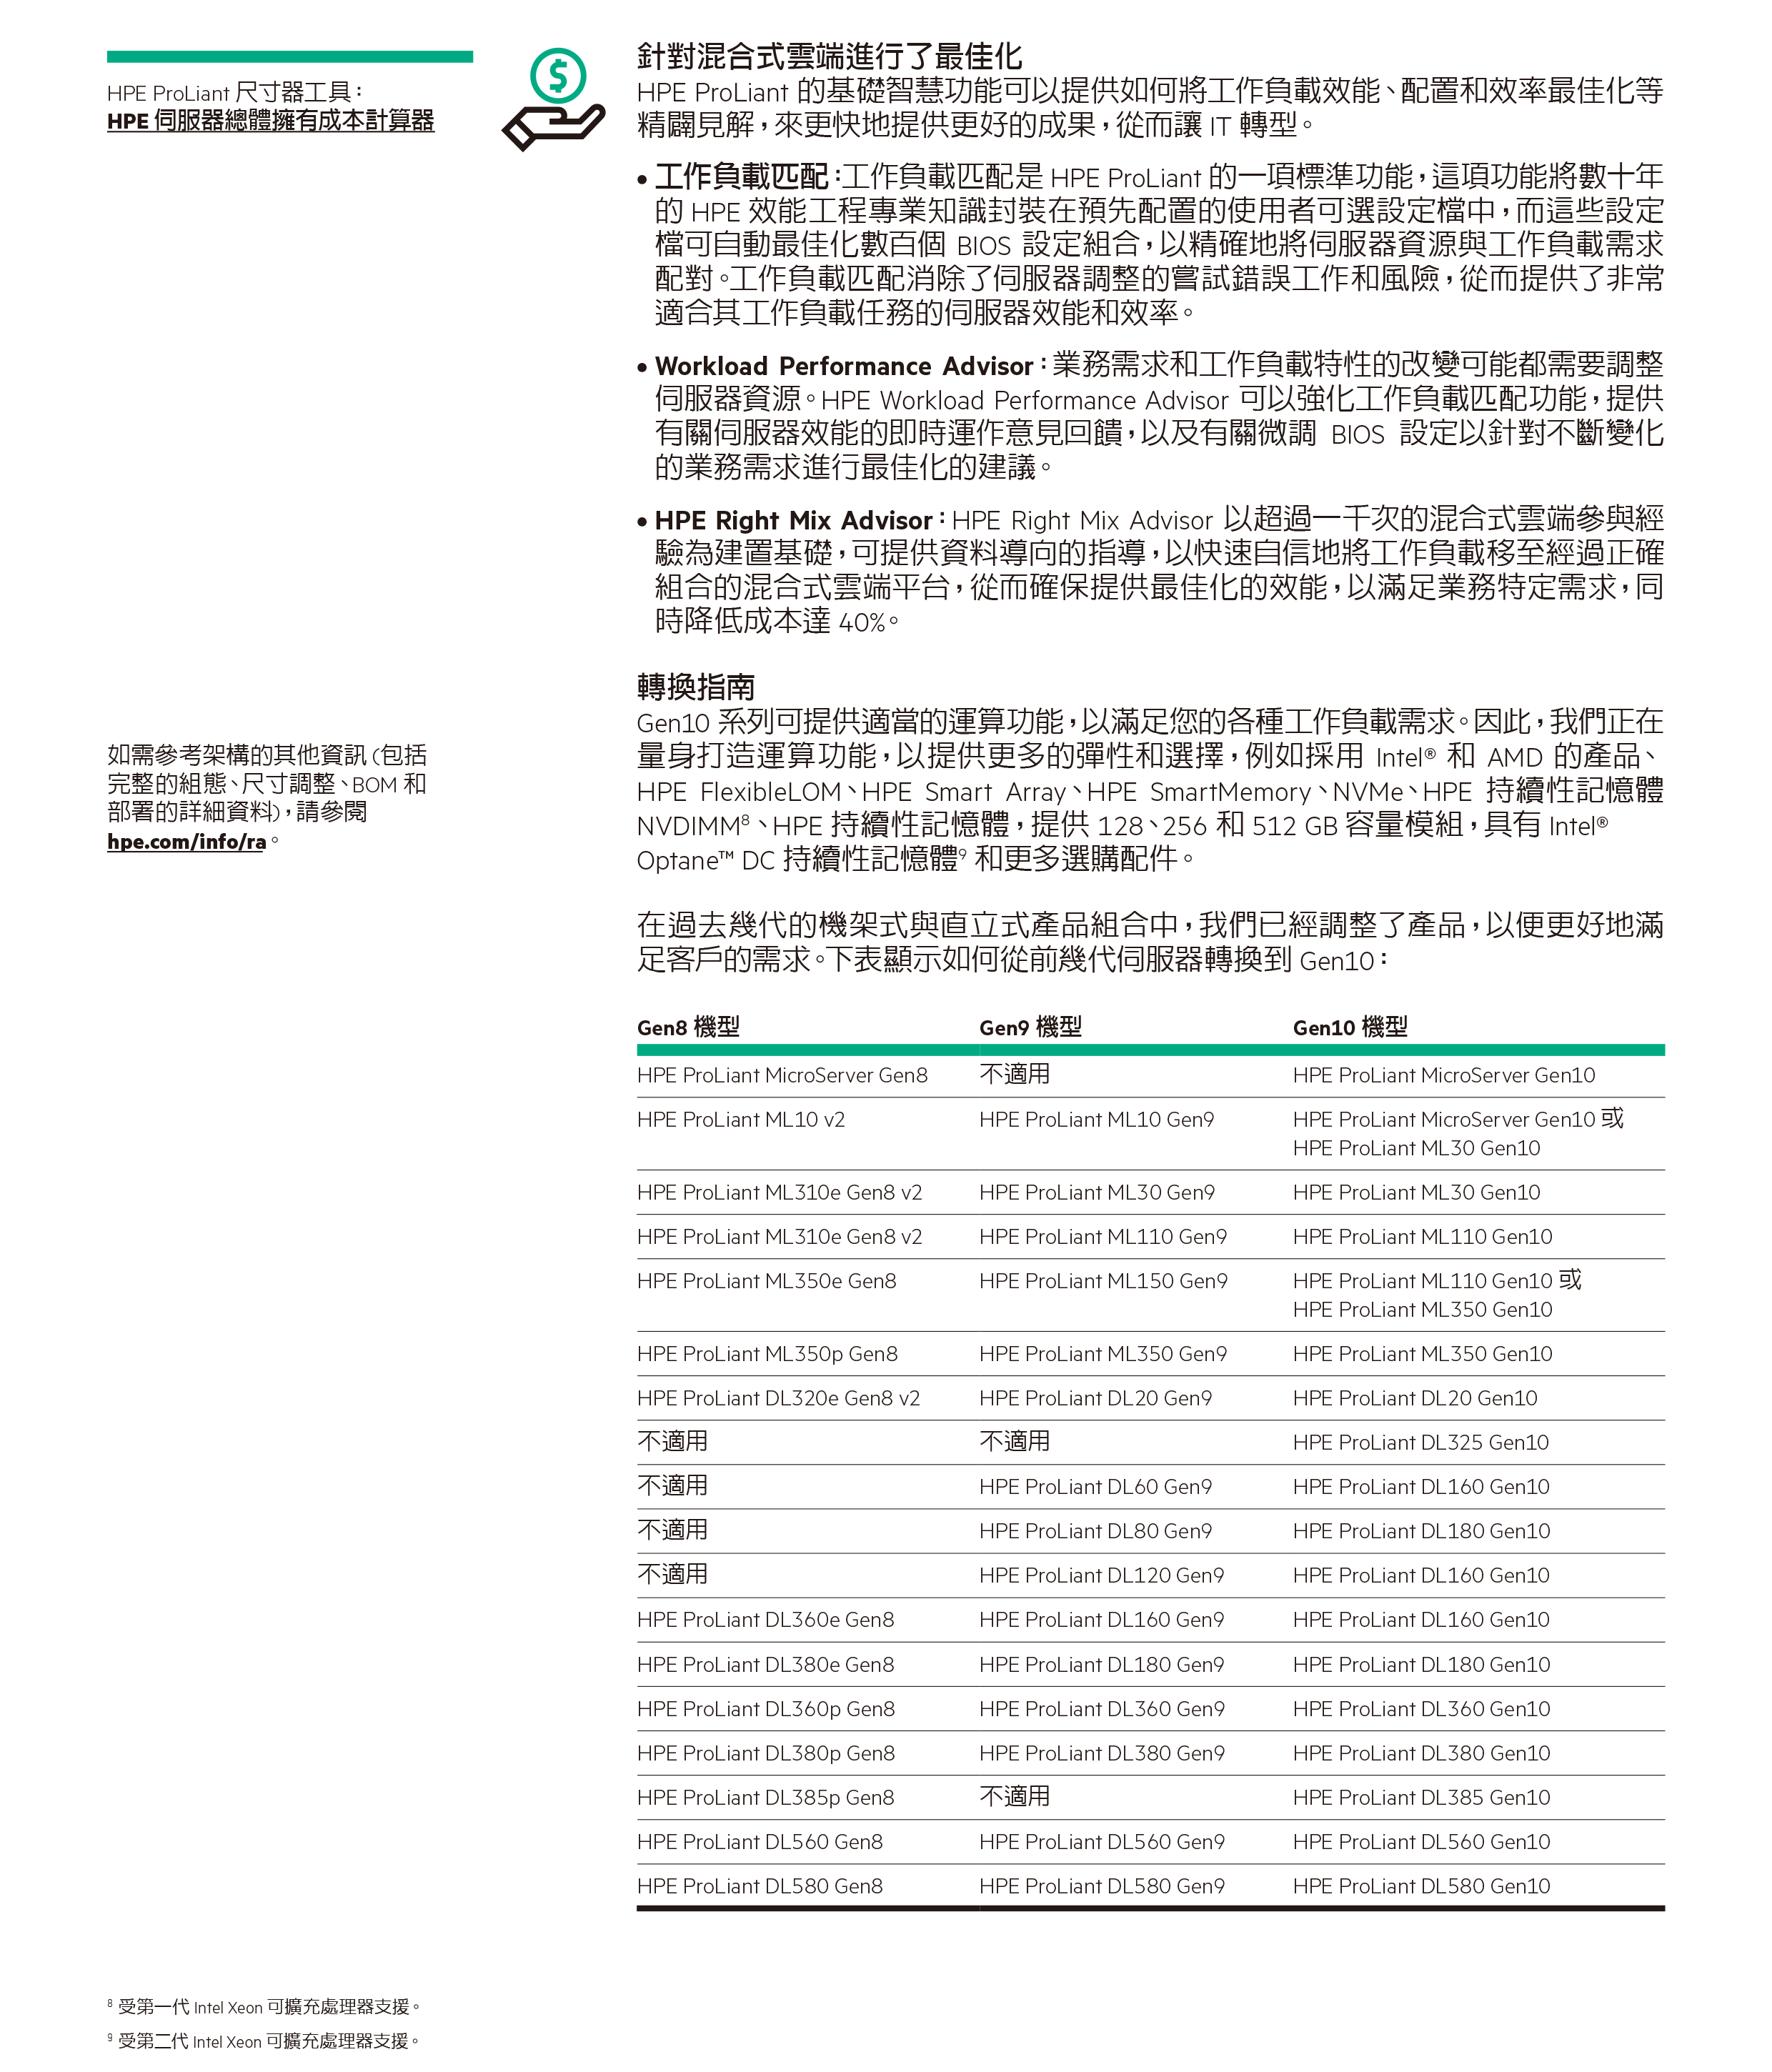 HPE ProLiant 尺寸器工具：
HPE 伺服器總體擁有成本計算器
$
針對混合式雲端進行了最佳化
HPE ProLiant 的基礎智慧功能可以提供如何將工作負載效能、配置和效率最佳化等
精闢見解，來更快地提供更好的成果，從而讓 IT 轉型。
• 工作負載匹配：工作負載匹配是 HPE ProLiant 的一項標準功能，這項功能將數十年
的 HPE 效能工程專業知識封裝在預先配置的使用者可選設定檔中，而這些設定
檔可自動最佳化數百個 BIOS 設定組合，以精確地將伺服器資源與工作負載需求
配對。工作負載匹配消除了伺服器調整的嘗試錯誤工作和風險，從而提供了非常
適合其工作負載任務的伺服器效能和效率。
• Workload Performance Advisor：業務需求和工作負載特性的改變可能都需要調整
伺服器資源。HPE Workload Performance Advisor 可以強化工作負載匹配功能，提供
有關伺服器效能的即時運作意見回饋，以及有關微調 BIOS 設定以針對不斷變化
的業務需求進行最佳化的建議。
• HPE Right Mix Advisor：HPE Right Mix Advisor 以超過一千次的混合式雲端參與經
驗為建置基礎，可提供資料導向的指導，以快速自信地將工作負載移至經過正確
組合的混合式雲端平台，從而確保提供最佳化的效能，以滿足業務特定需求，同
時降低成本達 40%。
轉換指南
Gen10 系列可提供適當的運算功能，以滿足您的各種工作負載需求。因此，我們正在
量身打造運算功能，以提供更多的彈性和選擇，例如採用 Intel® 和 AMD 的產品、
HPE FlexibleLOM、HPE Smart Array、HPE SmartMemory、NVMe、HPE 持續性記憶體
NVDIMM⁸、HPE 持續性記憶體，提供 128、256 和 512 GB 容量模組，具有 Intel®
Optane™ DC 持續性記憶體⁹ 和更多選購配件。
如需參考架構的其他資訊 (包括
完整的組態、尺寸調整、BOM 和
部署的詳細資料)，請參閱
hpe.com/info/ra。
在過去幾代的機架式與直立式產品組合中，我們已經調整了產品，以便更好地滿
足客戶的需求。下表顯示如何從前幾代伺服器轉換到 Gen10：
Gen8 機型 Gen9 機型 Gen10 機型
HPE ProLiant MicroServer Gen8 不適用 HPE ProLiant MicroServer Gen10
HPE ProLiant ML10 v2 HPE ProLiant ML10 Gen9 HPE ProLiant MicroServer Gen10 或
HPE ProLiant ML30 Gen10
HPE ProLiant ML310e Gen8 v2 HPE ProLiant ML30 Gen9 HPE ProLiant ML30 Gen10
HPE ProLiant ML310e Gen8 v2 HPE ProLiant ML110 Gen9 HPE ProLiant ML110 Gen10
HPE ProLiant ML350e Gen8 HPE ProLiant ML150 Gen9 HPE ProLiant ML110 Gen10 或
HPE ProLiant ML350 Gen10
HPE ProLiant ML350p Gen8 HPE ProLiant ML350 Gen9 HPE ProLiant ML350 Gen10
HPE ProLiant DL320e Gen8 v2 HPE ProLiant DL20 Gen9 HPE ProLiant DL20 Gen10
不適用 不適用 HPE ProLiant DL325 Gen10
不適用 HPE ProLiant DL60 Gen9 HPE ProLiant DL160 Gen10
不適用 HPE ProLiant DL80 Gen9 HPE ProLiant DL180 Gen10
不適用 HPE ProLiant DL120 Gen9 HPE ProLiant DL160 Gen10
HPE ProLiant DL360e Gen8 HPE ProLiant DL160 Gen9 HPE ProLiant DL160 Gen10
HPE ProLiant DL380e Gen8 HPE ProLiant DL180 Gen9 HPE ProLiant DL180 Gen10
HPE ProLiant DL360p Gen8 HPE ProLiant DL360 Gen9 HPE ProLiant DL360 Gen10
HPE ProLiant DL380p Gen8 HPE ProLiant DL380 Gen9 HPE ProLiant DL380 Gen10
HPE ProLiant DL385p Gen8 不適用 HPE ProLiant DL385 Gen10
HPE ProLiant DL560 Gen8 HPE ProLiant DL560 Gen9 HPE ProLiant DL560 Gen10
HPE ProLiant DL580 Gen8 HPE ProLiant DL580 Gen9 HPE ProLiant DL580 Gen10
⁸ 受第一代 Intel Xeon 可擴充處理器支援。
⁹ 受第二代 Intel Xeon 可擴充處理器支援。